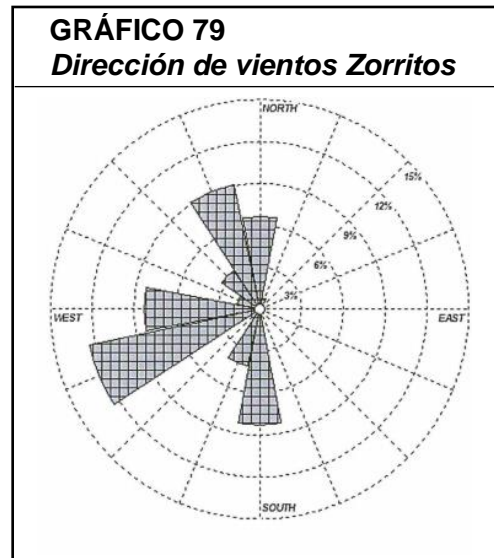 GRÁFICO 79
Dirección de vientos Zorritos
NORTH
15%
12%
9%
6%
3%
WEST
EAST
SOUTH